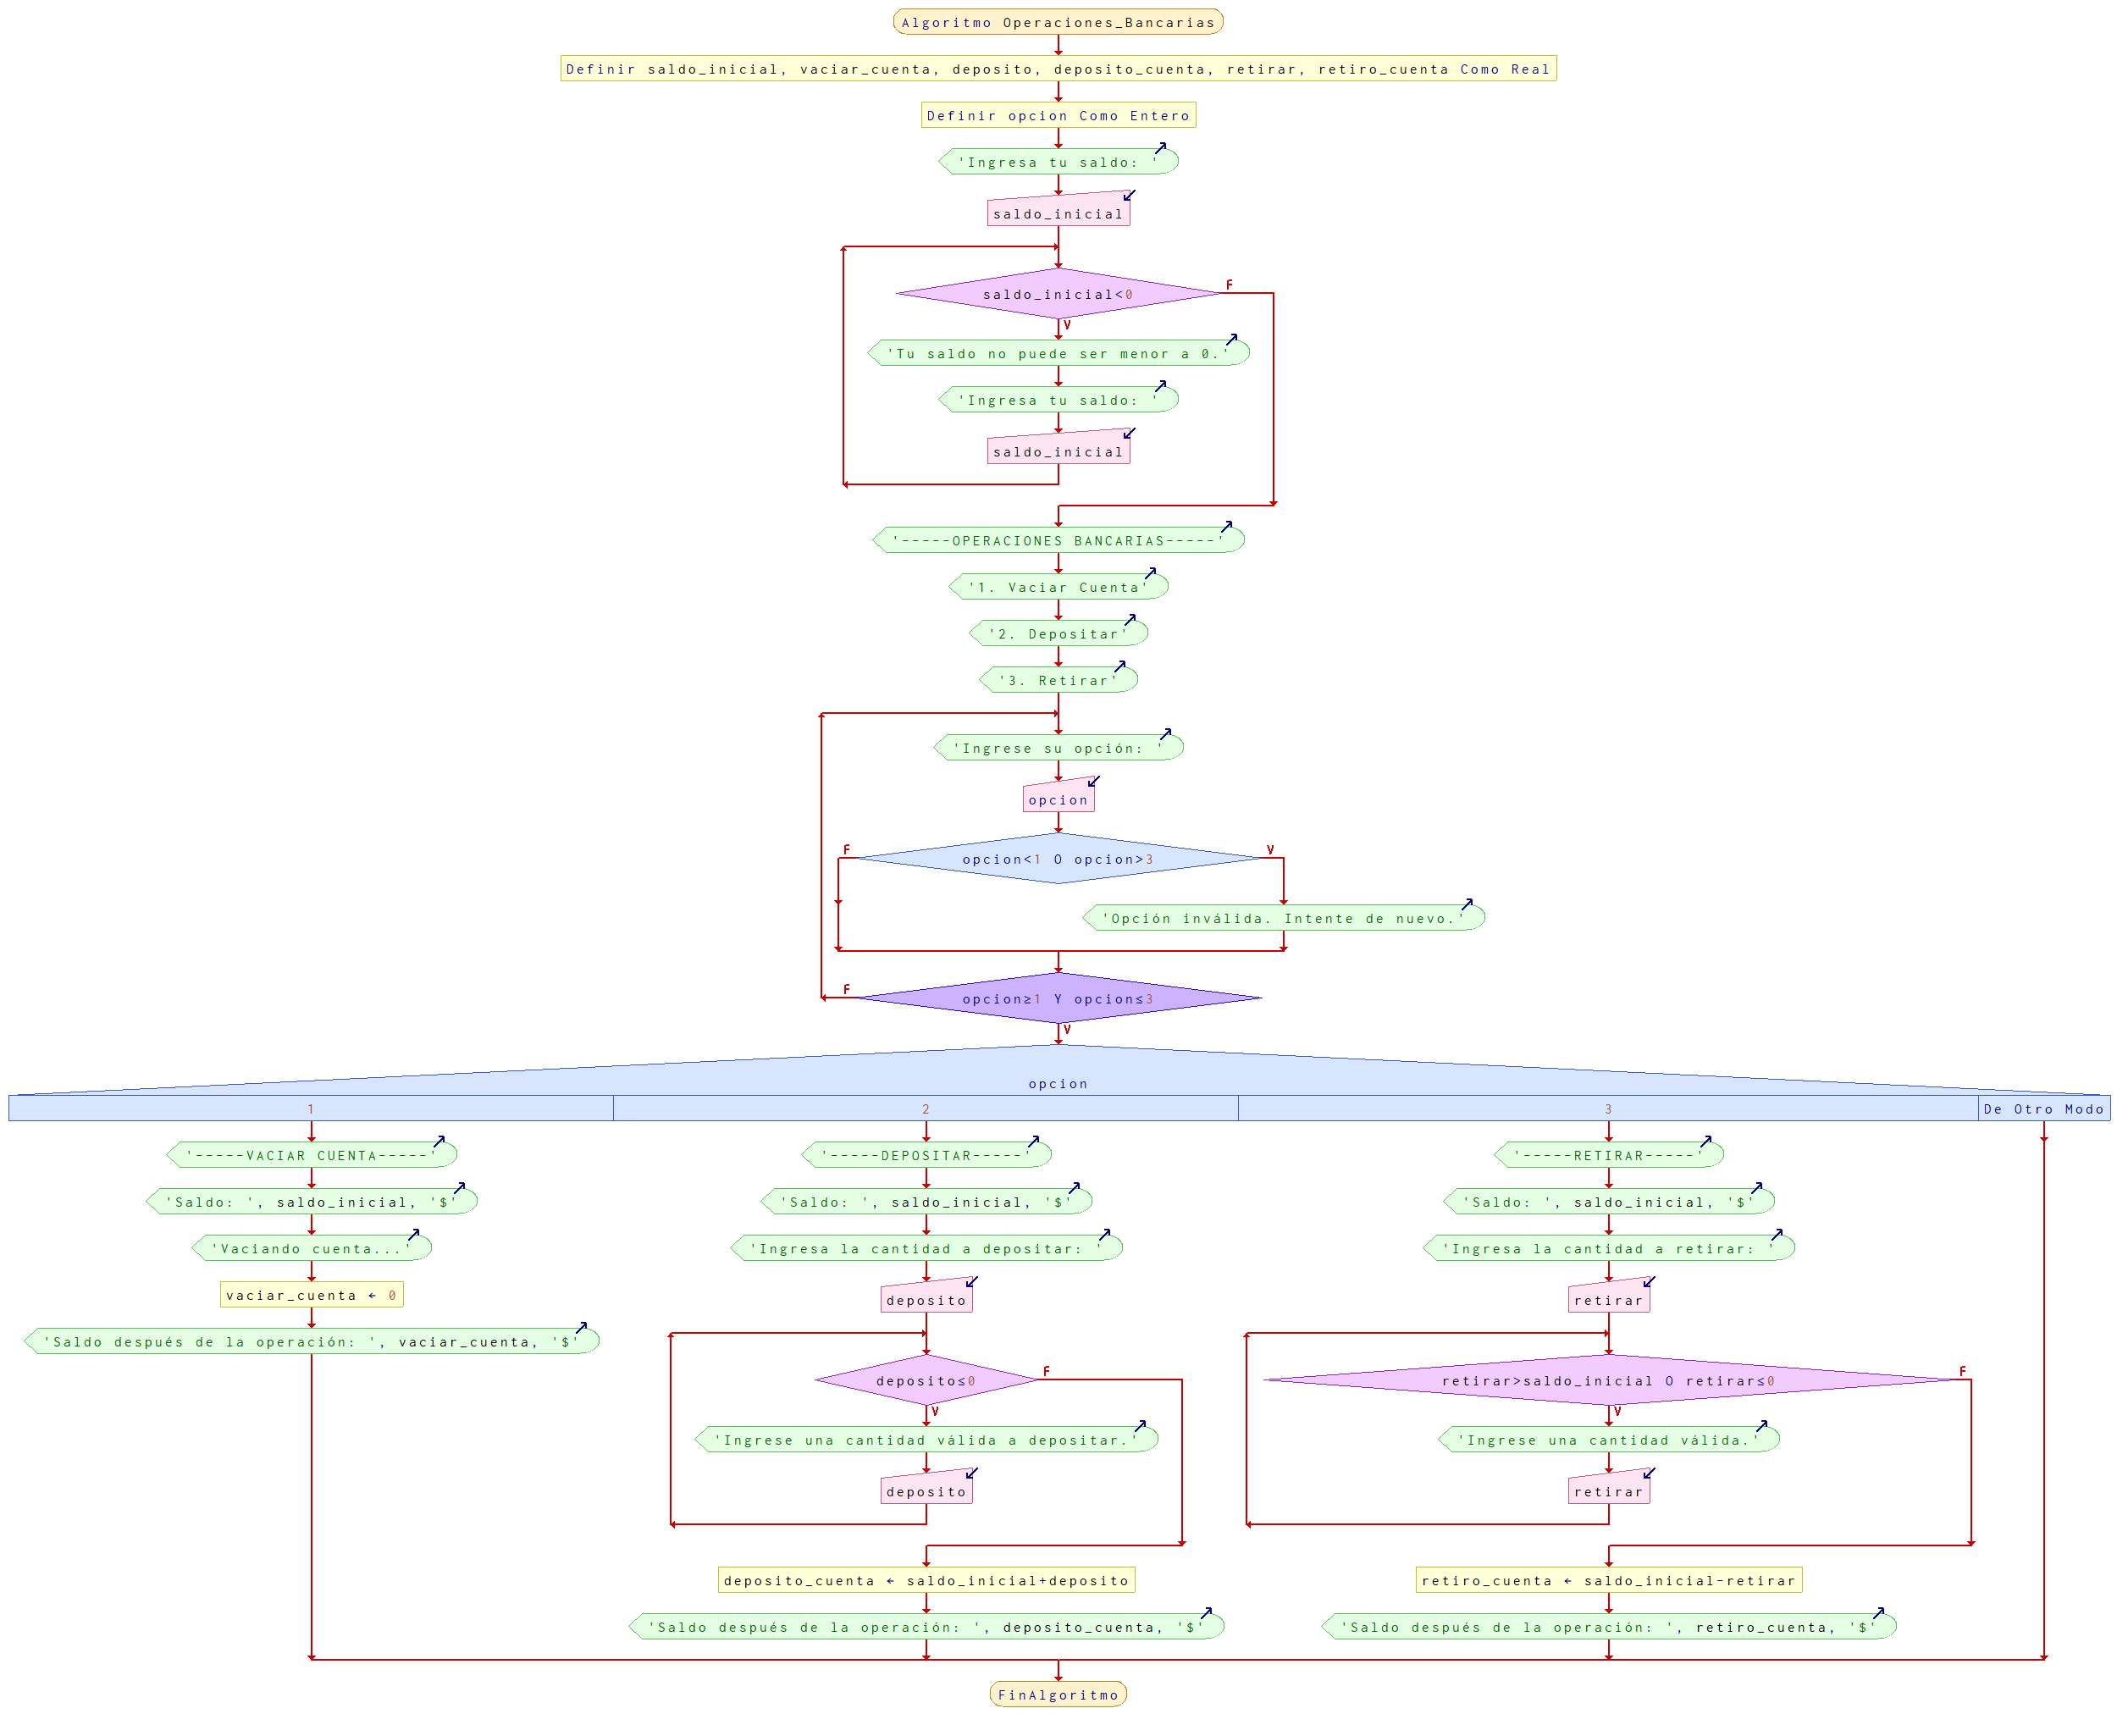 Algoritmo Operaciones_Bancarias
Definir saldo_inicial, vaciar_cuenta, deposito, deposito_cuenta, retirar, retiro_cuenta Como Real
Definir opcion Como Entero
'Ingresa tu saldo: '
saldo_inicial
saldo_inicial<0
F
V
'Tu saldo no puede ser menor a 0.'
'Ingresa tu saldo: '
saldo_inicial
'-----OPERACIONES BANCARIAS-----'
'1. Vaciar Cuenta'
'2. Depositar'
'3. Retirar'
'Ingrese su opción: '
opcion
F
opcion<1 O opcion>3
V
'Opción inválida. Intente de nuevo.'
F
opcion≥1 Y opcion≤3
V
opcion
1
2
3
De Otro Modo
'-----VACIAR CUENTA-----'
'Saldo: ', saldo_inicial, '$'
'Vaciando cuenta...'
vaciar_cuenta ← 0
'Saldo después de la operación: ', vaciar_cuenta, '$'
'-----DEPOSITAR-----'
'Saldo: ', saldo_inicial, '$'
'Ingresa la cantidad a depositar: '
deposito
deposito≤0
F
V
'Ingrese una cantidad válida a depositar.'
deposito
deposito_cuenta ← saldo_inicial+deposito
'Saldo después de la operación: ', deposito_cuenta, '$'
'-----RETIRAR-----'
'Saldo: ', saldo_inicial, '$'
'Ingresa la cantidad a retirar: '
retirar
retirar>saldo_inicial O retirar≤0
F
V
'Ingrese una cantidad válida.'
retirar
retiro_cuenta ← saldo_inicial-retirar
'Saldo después de la operación: ', retiro_cuenta, '$'
FinAlgoritmo